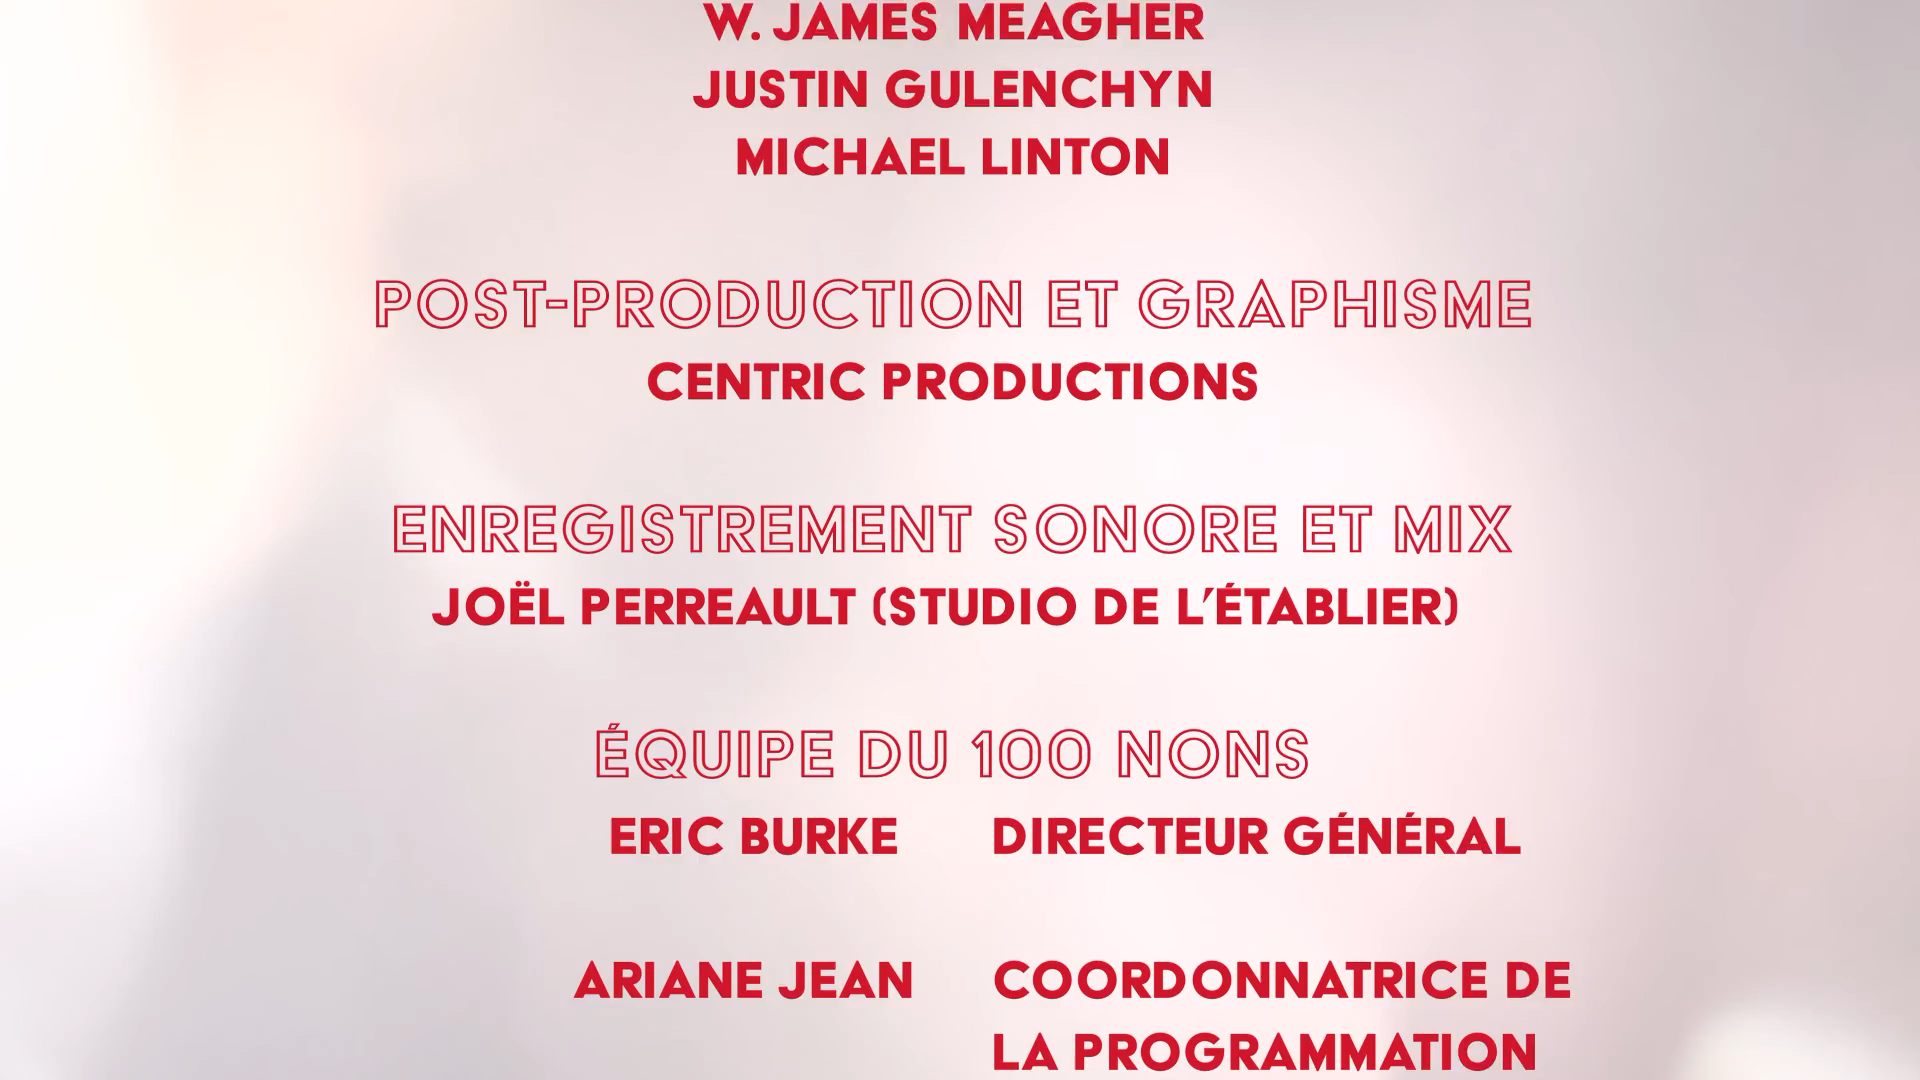 W. JAMES MEAGHER
JUSTIN GULENCHYN
MICHAEL LINTON
POST-PRODUCTION ET GRAPHISME
CENTRIC PRODUCTIONS
ENREGISTREMENT SONORE ET MIX
JOËL PERREAULT (STUDIO DE L'ÉTABLIER)
ÉQUIPE DU 100 NONS
ERIC BURKE DIRECTEUR GÉNÉRAL
ARIANE JEAN COORDONNATRICE DE
LA PROGRAMMATION